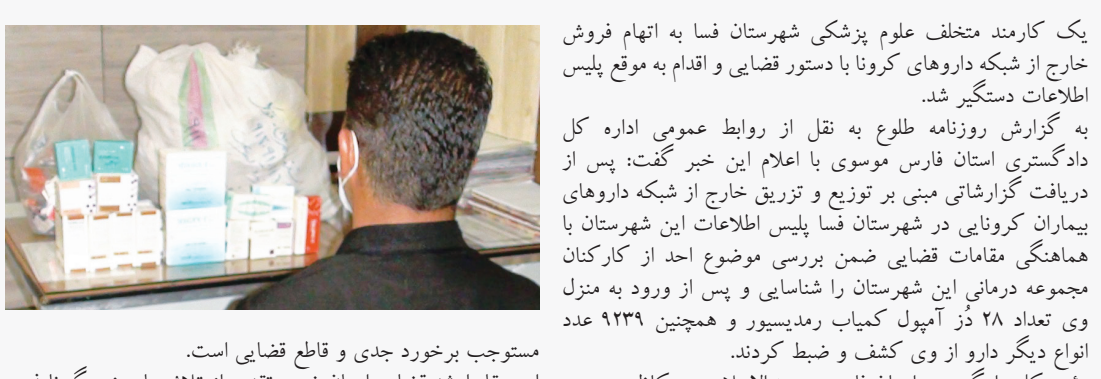 یک کارمند متخلف علوم پزشکی شهرستان فسا به اتهام فروش
خارج از شبکه داروهای کرونا با دستور قضایی و اقدام به موقع پلیس
اطلاعات دستگیر شد.
به گزارش روزنامه طلوع به نقل از روابط عمومی اداره کل
دادگستری استان فارس موسوی با اعلام این خبر گفت: پس از
دریافت گزارشاتی مبنی بر توزیع و تزریق خارج از شبکه داروهای
بیماران کرونایی در شهرستان فسا پلیس اطلاعات این شهرستان با
هماهنگی مقامات قضایی ضمن بررسی موضوع احد از کارکنان
مجموعه درمانی این شهرستان را شناسایی و پس از ورود به منزل
وی تعداد ۲۸ دُز آمپول کمیاب رمدیسیور و همچنین ۹۲۳۹ عدد
انواع دیگر دارو از وی کشف و ضبط کردند.
مستوجب برخورد جدی و قاطع قضایی است.